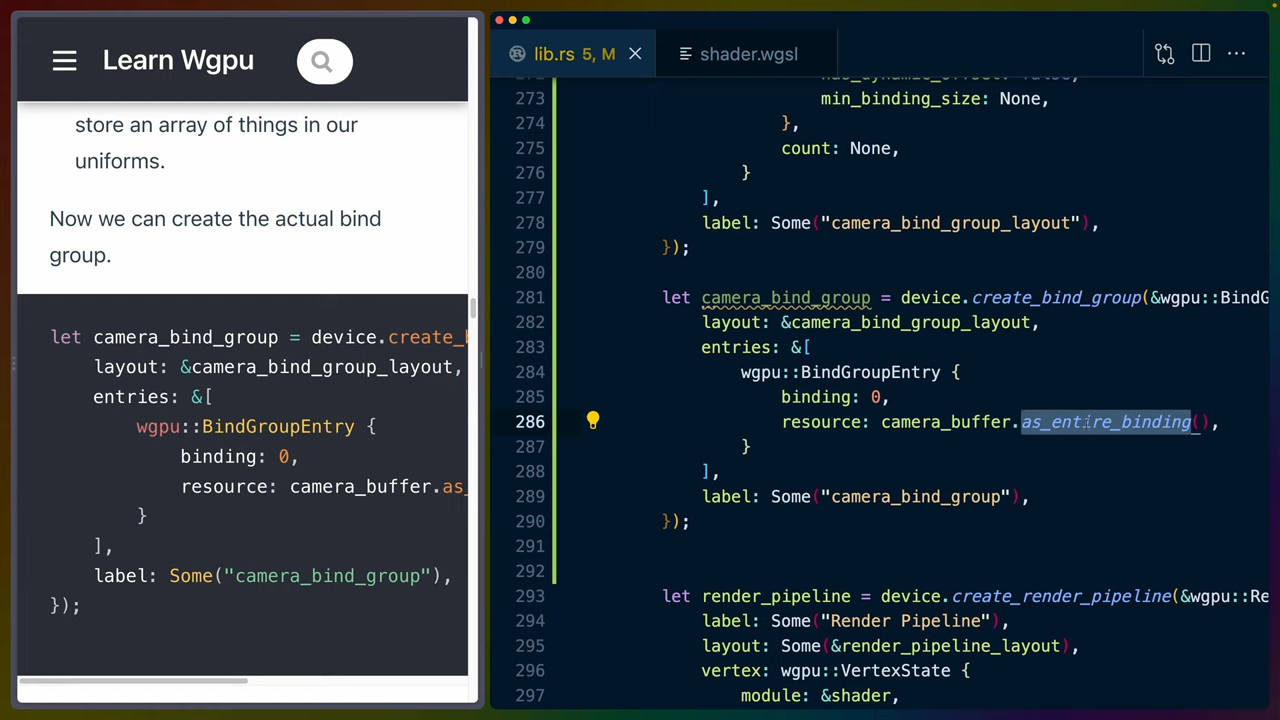 Learn Wgpu
store an array of things in our
uniforms.
Now we can create the actual bind
group.
let camera_bind_group = device.create_b
layout: &camera_bind_group_layout,
entries: &[
wgpu::BindGroupEntry {
binding: 0,
resource: camera_buffer.as_
}
],
label: Some("camera_bind_group"),
});
lib.rs 5, M
shader.wgsl
273 min_binding_size: None,
274 },
275 count: None,
276 }
277 ],
278 label: Some("camera_bind_group_layout"),
279 });
280
281 let camera_bind_group = device.create_bind_group(&wgpu::BindG
282 layout: &camera_bind_group_layout,
283 entries: &[
284 wgpu::BindGroupEntry {
285 binding: 0,
286 resource: camera_buffer.as_entire_binding(),
287 }
288 ],
289 label: Some("camera_bind_group"),
290 });
291
292
293 let render_pipeline = device.create_render_pipeline(&wgpu::Re
294 label: Some("Render Pipeline"),
295 layout: Some(&render_pipeline_layout),
296 vertex: wgpu::VertexState {
297 module: &shader,